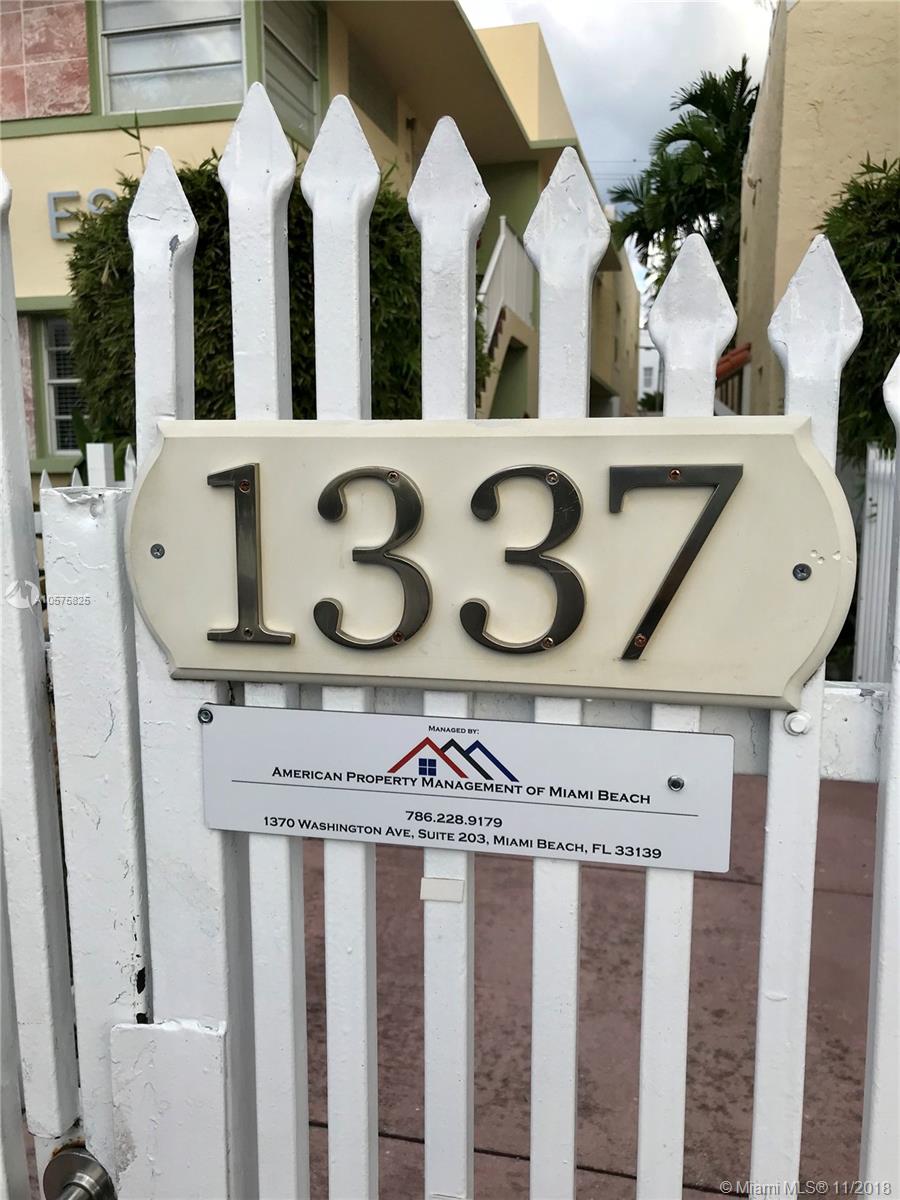 1337
MANAGED BY:
AMERICAN PROPERTY MANAGEMENT OF MIAMI BEACH
786.228.9179
1370 WASHINGTON AVE, SUITE 203, MIAMI BEACH, FL 33139
A10575825
©Miami MLS® 11/2018